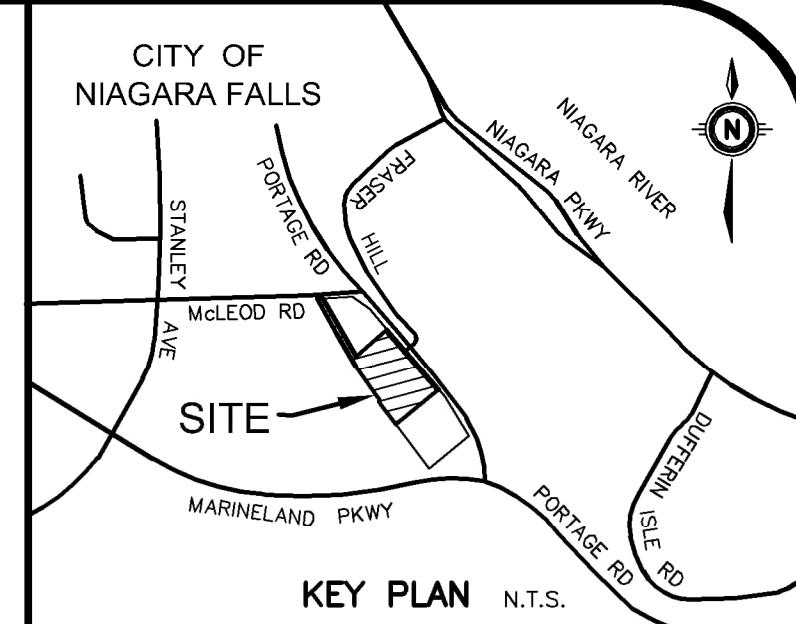 CITY OF
NIAGARA FALLS
N
NIAGARA RIVER
NIAGARA PKWY
FRASER
HILL
PORTAGE RD
STANLEY
AVE
McLEOD RD
SITE
DUFFERIN
ISLE RD
MARINELAND PKWY
PORTAGE RD
KEY PLAN N.T.S.